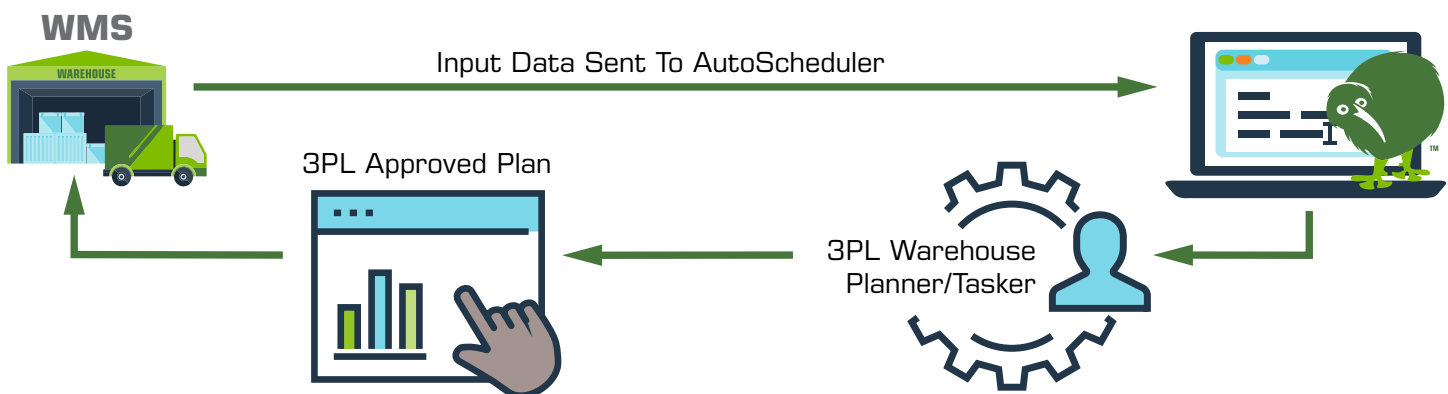 WMS
WAREHOUSE
Input Data Sent To AutoScheduler
TM
3PL Approved Plan
3PL Warehouse
Planner/Tasker